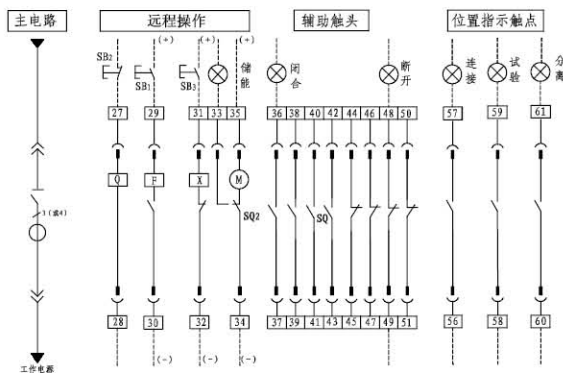 主电路 远程操作 辅助触头 位置指示触点
(+) (+) (+)
SB2 SB1 SB3 储能 闭合 断开 连接 试验 分离
27 29 31 33 35 36 38 40 42 44 46 48 50 57 59 61
Q F X M
1(或4)
SQ2 SQ
28 30 32 34 37 39 41 43 45 47 49 51 56 58 60
(-) (-) (-)
工作电源